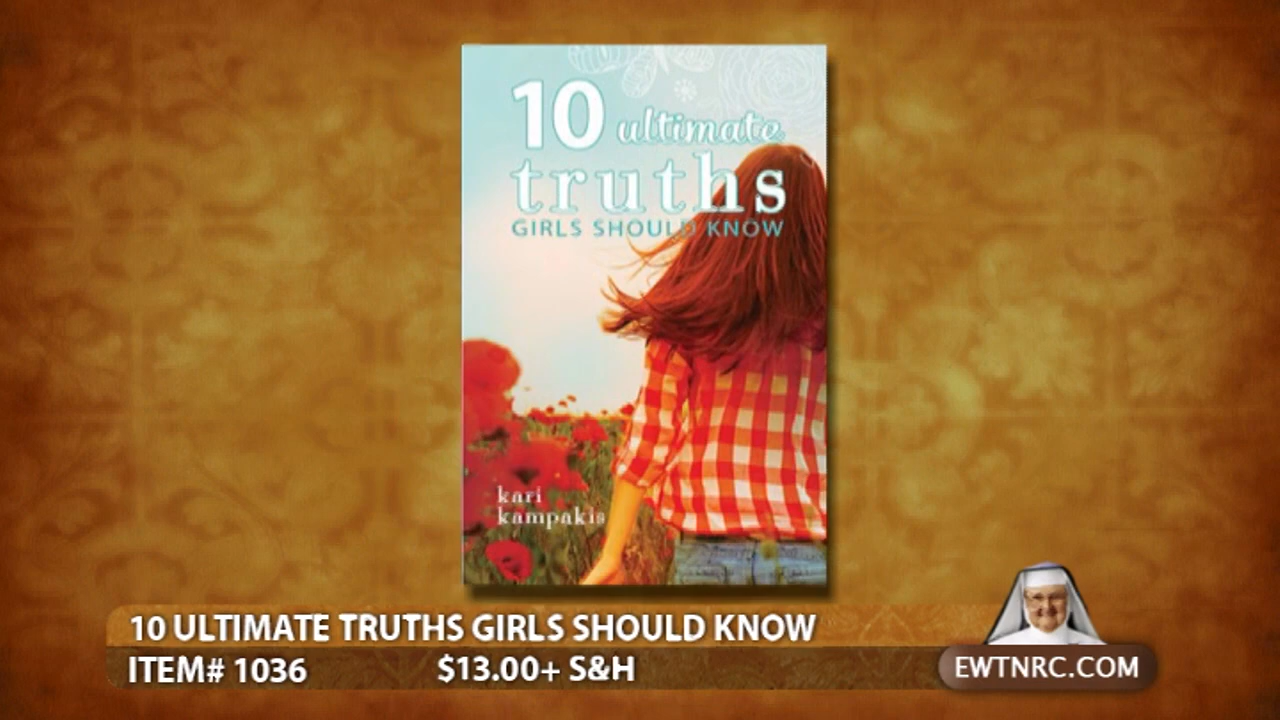 10 ultimate
truths
GIRLS SHOULD KNOW
kari
kampakis
10 ULTIMATE TRUTHS GIRLS SHOULD KNOW
ITEM# 1036 $13.00+ S&H
EWTNRC.COM